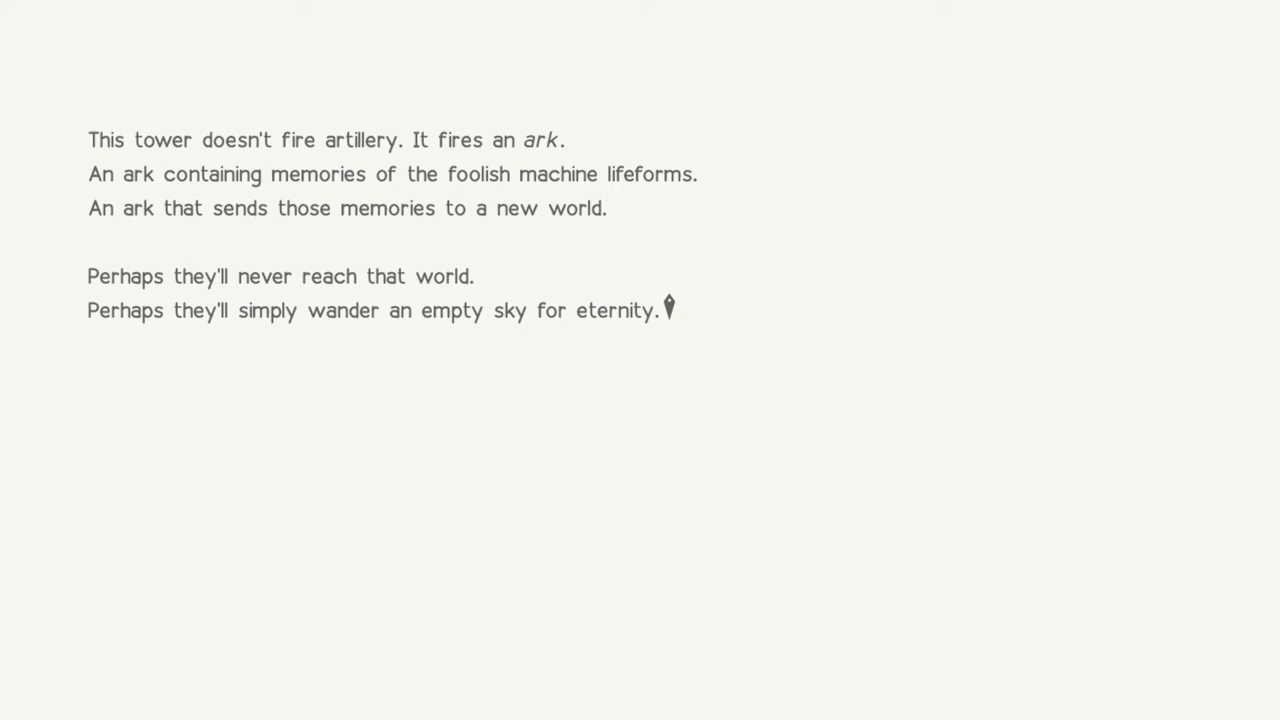 This tower doesn't fire artillery. It fires an ark.
An ark containing memories of the foolish machine lifeforms.
An ark that sends those memories to a new world.
Perhaps they'll never reach that world.
Perhaps they'll simply wander an empty sky for eternity.